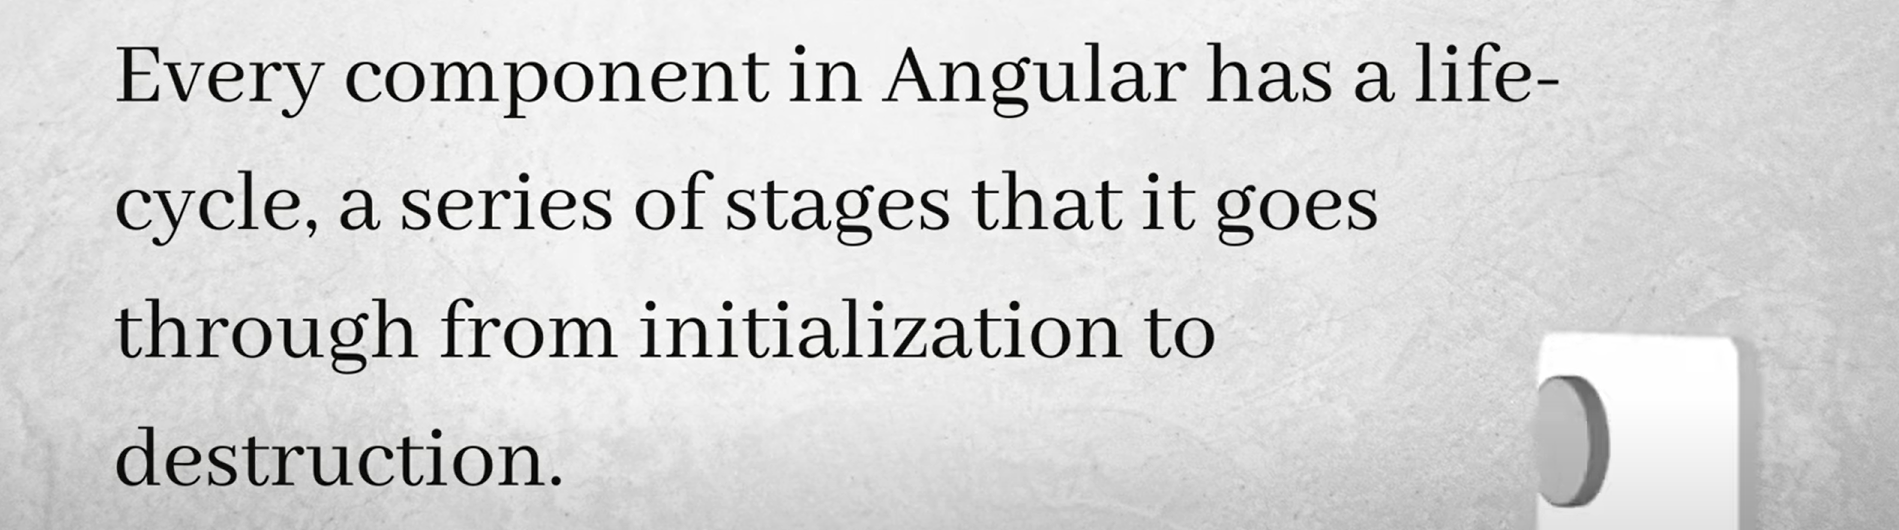 Every component in Angular has a life-
cycle, a series of stages that it goes
through from initialization to
destruction.